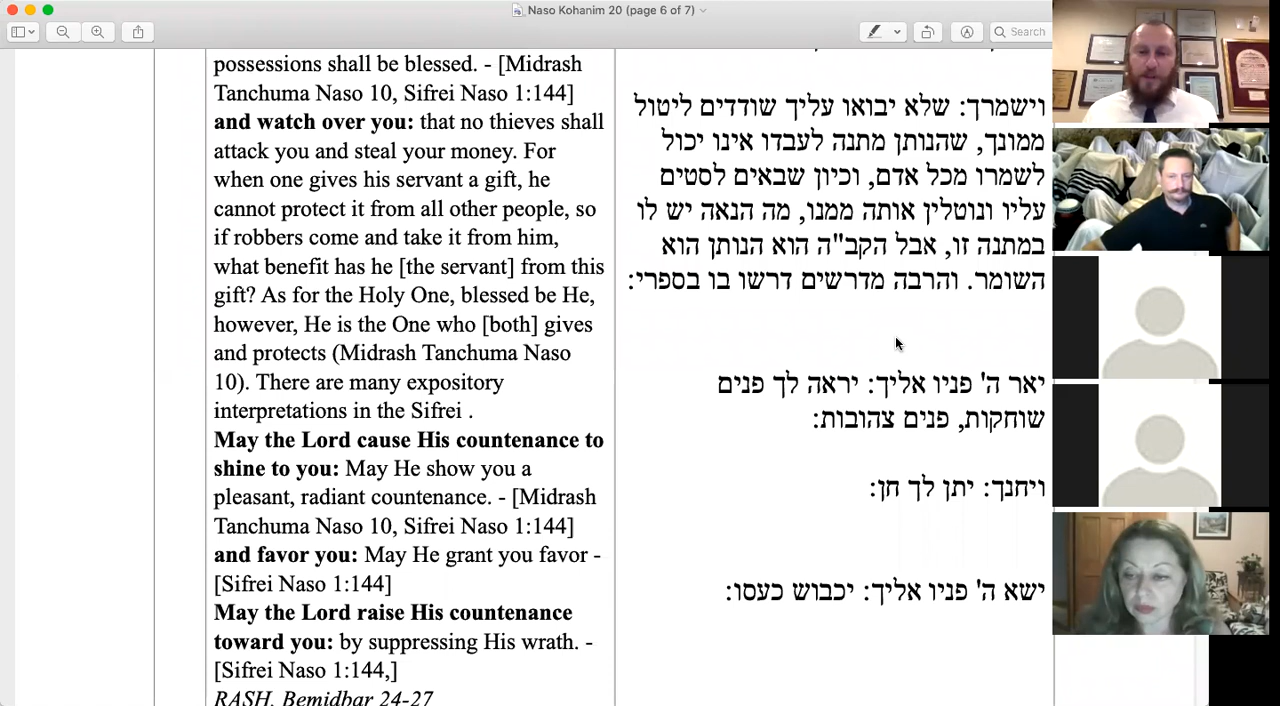 Naso Kohanim 20 (page 6 of 7)
Search
possessions shall be blessed. - [Midrash
Tanchuma Naso 10, Sifrei Naso 1:144]
and watch over you: that no thieves shall
attack you and steal your money. For
when one gives his servant a gift, he
cannot protect it from all other people, so
if robbers come and take it from him,
what benefit has he [the servant] from this
gift? As for the Holy One, blessed be He,
however, He is the One who [both] gives
and protects (Midrash Tanchuma Naso
10). There are many expository
interpretations in the Sifrei .
May the Lord cause His countenance to
shine to you: May He show you a
pleasant, radiant countenance. - [Midrash
Tanchuma Naso 10, Sifrei Naso 1:144]
and favor you: May He grant you favor -
[Sifrei Naso 1:144]
May the Lord raise His countenance
toward you: by suppressing His wrath. -
[Sifrei Naso 1:144,]
RASH, Bemidbar 24-27
וישמרך: שלא יבואו עליך שודדים ליטול
ממונך, שהנותן מתנה לעבדו אינו יכול
לשמרו מכל אדם, וכיון שבאים לסטים
עליו ונוטלין אותה ממנו, מה הנאה יש לו
במתנה זו, אבל הקב"ה הוא הנותן הוא
השומר. והרבה מדרשים דרשו בו בספרי:
יאר ה' פניו אליך: יראה לך פנים
שוחקות, פנים צהובות:
ויחנך: יתן לך חן:
ישא ה' פניו אליך: יכבוש כעסו: